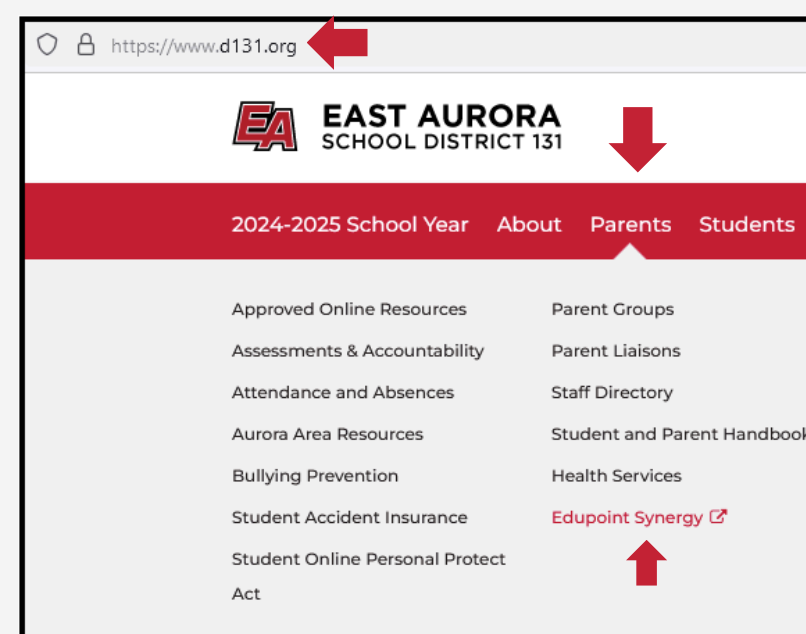 https://www.d131.org
EA EAST AURORA
SCHOOL DISTRICT 131
2024-2025 School Year About Parents Students
Approved Online Resources
Assessments & Accountability
Attendance and Absences
Aurora Area Resources
Bullying Prevention
Student Accident Insurance
Student Online Personal Protect
Act
Parent Groups
Parent Liaisons
Staff Directory
Student and Parent Handbook
Health Services
Edupoint Synergy